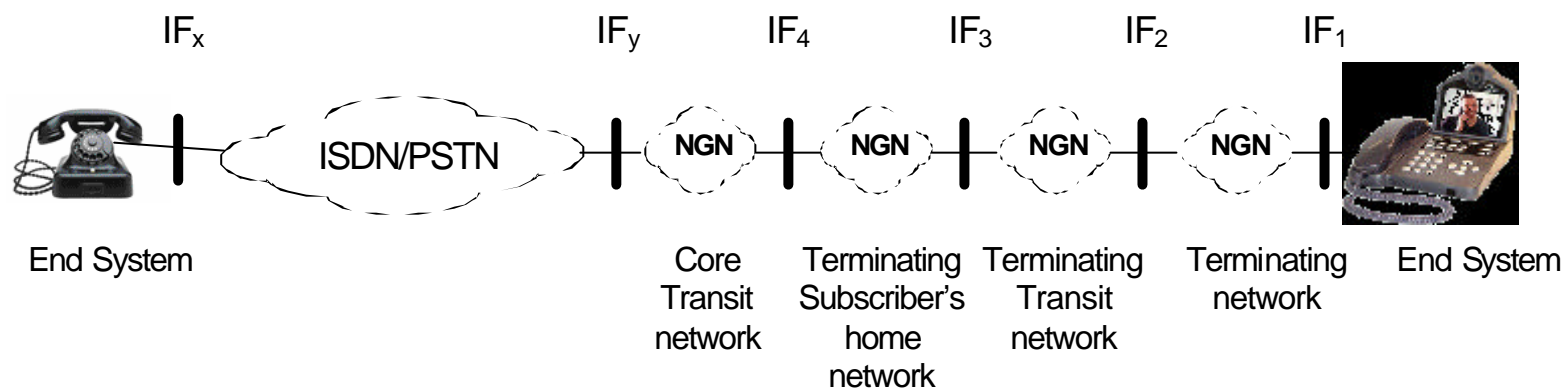 IFx IFy IF4 IF3 IF2 IF1
ISDN/PSTN NGN NGN NGN NGN
End System Core Terminating Terminating Terminating End System
Transit Subscriber's Transit network
network home network
network